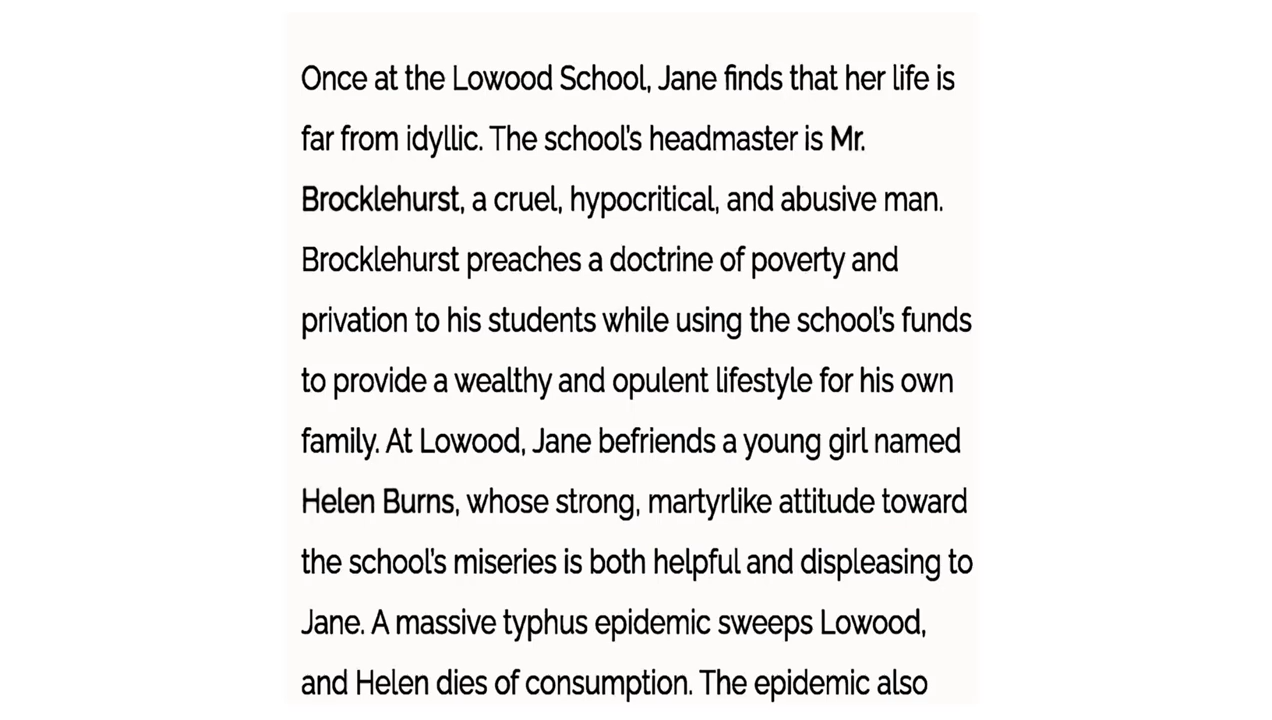 Once at the Lowood School, Jane finds that her life is
far from idyllic. The school's headmaster is Mr.
Brocklehurst, a cruel, hypocritical, and abusive man.
Brocklehurst preaches a doctrine of poverty and
privation to his students while using the school's funds
to provide a wealthy and opulent lifestyle for his own
family. At Lowood, Jane befriends a young girl named
Helen Burns, whose strong, martyrlike attitude toward
the school's miseries is both helpful and displeasing to
Jane. A massive typhus epidemic sweeps Lowood,
and Helen dies of consumption. The epidemic also